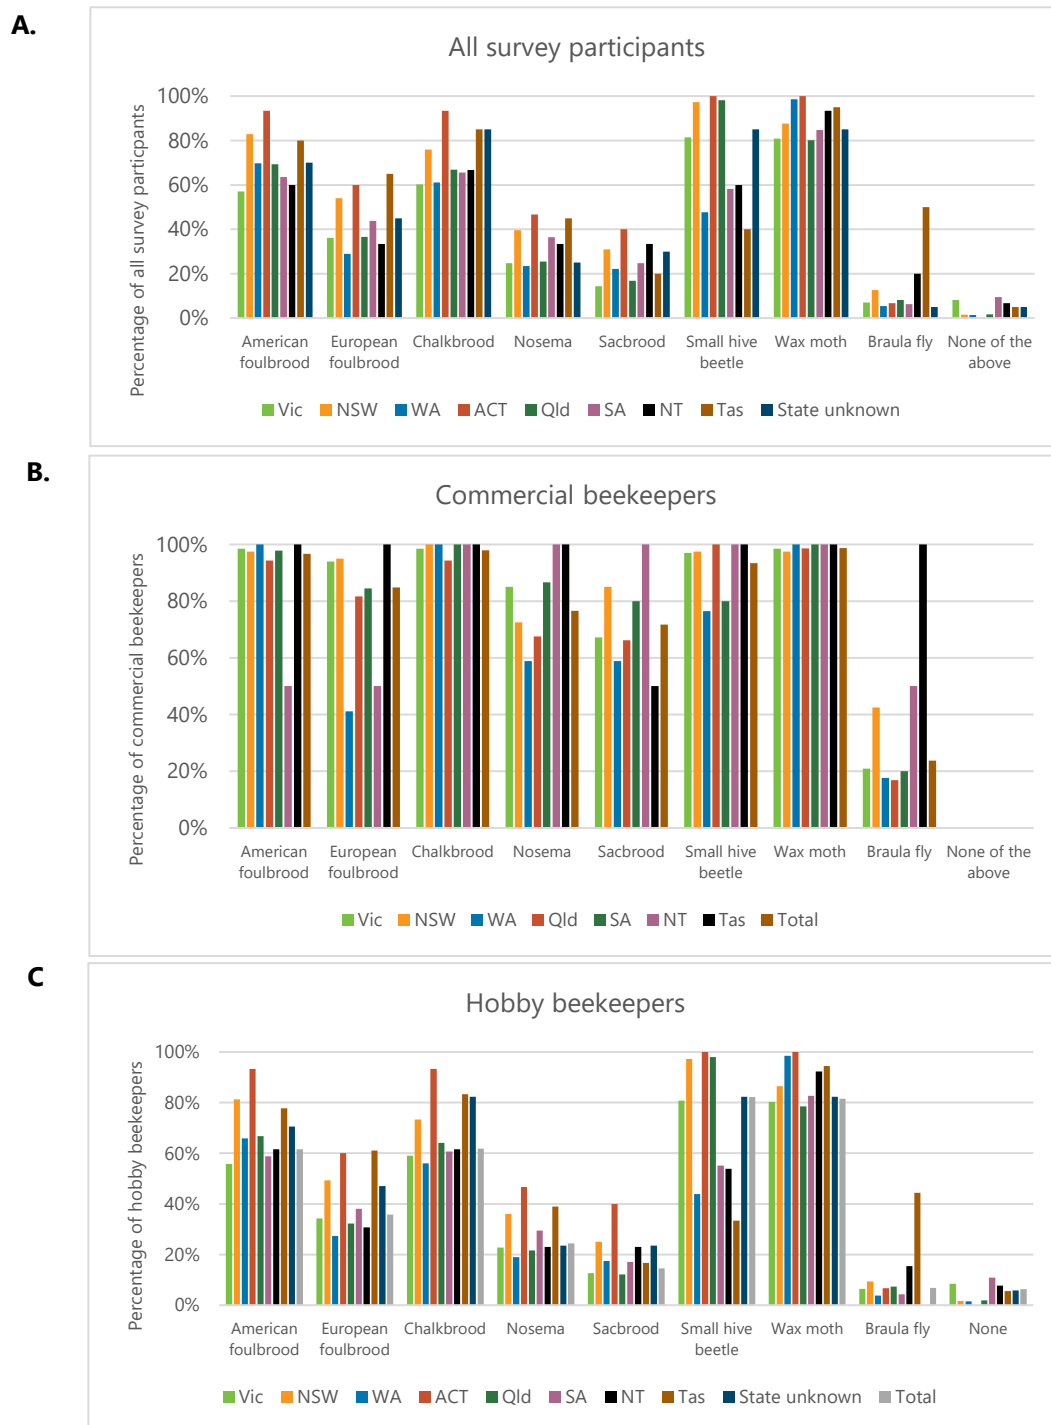 A.
All survey participants
Percentage of all survey particpants
100%
80%
60%
40%
20%
0%
American foulbrood
European foulbrood
Chalkbrood
Nosema
Sacbrood
Small hive beetle
Wax moth
Braula fly
None of the above
Vic NSW WA ACT Qld SA NT Tas State unknown
B.
Commercial beekeepers
Percentage of commercial beekeepers
100%
80%
60%
40%
20%
0%
American foulbrood
European foulbrood
Chalkbrood
Nosema
Sacbrood
Small hive beetle
Wax moth
Braula fly
None of the above
Vic NSW WA Qld SA NT Tas Total
C
Hobby beekeepers
Percentage of hobby beekeepers
100%
80%
60%
40%
20%
0%
American foulbrood
European foulbrood
Chalkbrood
Nosema
Sacbrood
Small hive beetle
Wax moth
Braula fly
None
Vic NSW WA ACT Qld SA NT Tas State unknown Total